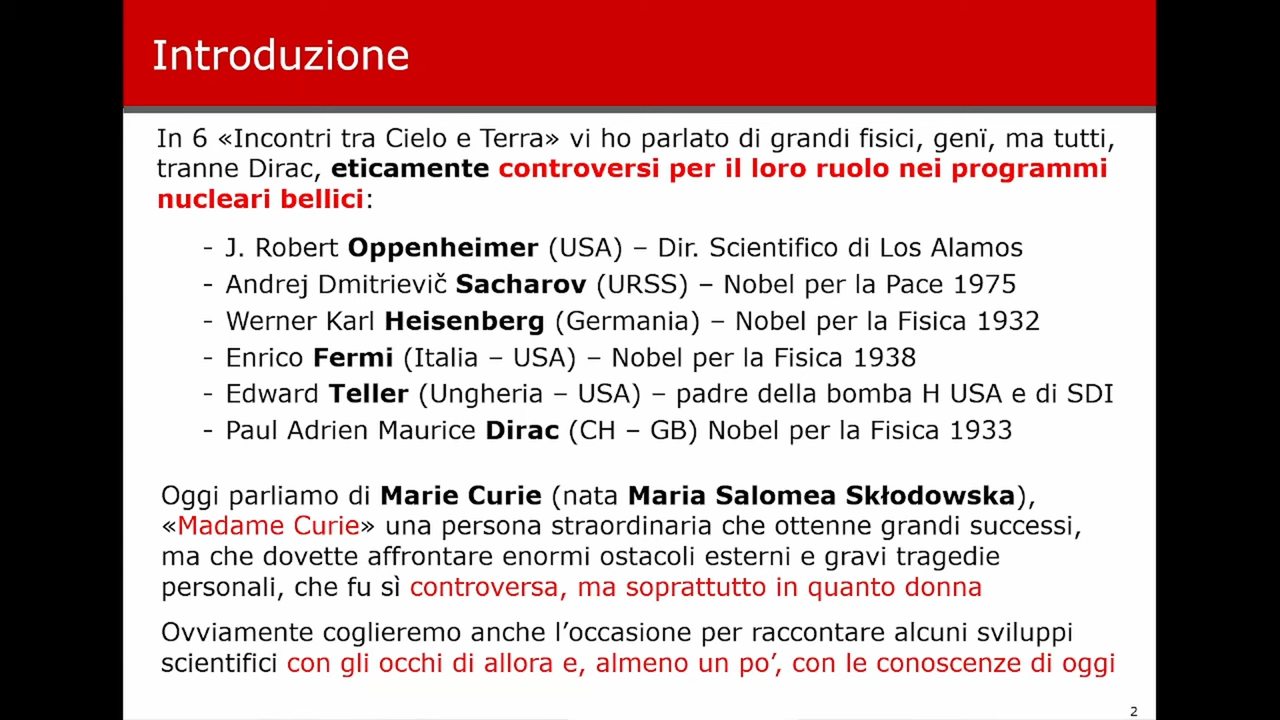 Introduzione
In 6 «Incontri tra Cielo e Terra» vi ho parlato di grandi fisici, genï, ma tutti,
tranne Dirac, eticamente controversi per il loro ruolo nei programmi
nucleari bellici:
- J. Robert Oppenheimer (USA) – Dir. Scientifico di Los Alamos
- Andrej Dmitrievič Sacharov (URSS) – Nobel per la Pace 1975
- Werner Karl Heisenberg (Germania) – Nobel per la Fisica 1932
- Enrico Fermi (Italia – USA) – Nobel per la Fisica 1938
- Edward Teller (Ungheria – USA) – padre della bomba H USA e di SDI
- Paul Adrien Maurice Dirac (CH – GB) Nobel per la Fisica 1933
Oggi parliamo di Marie Curie (nata Maria Salomea Skłodowska),
«Madame Curie» una persona straordinaria che ottenne grandi successi,
ma che dovette affrontare enormi ostacoli esterni e gravi tragedie
personali, che fu sì controversa, ma soprattutto in quanto donna
Ovviamente coglieremo anche l’occasione per raccontare alcuni sviluppi
scientifici con gli occhi di allora e, almeno un po’, con le conoscenze di oggi
2